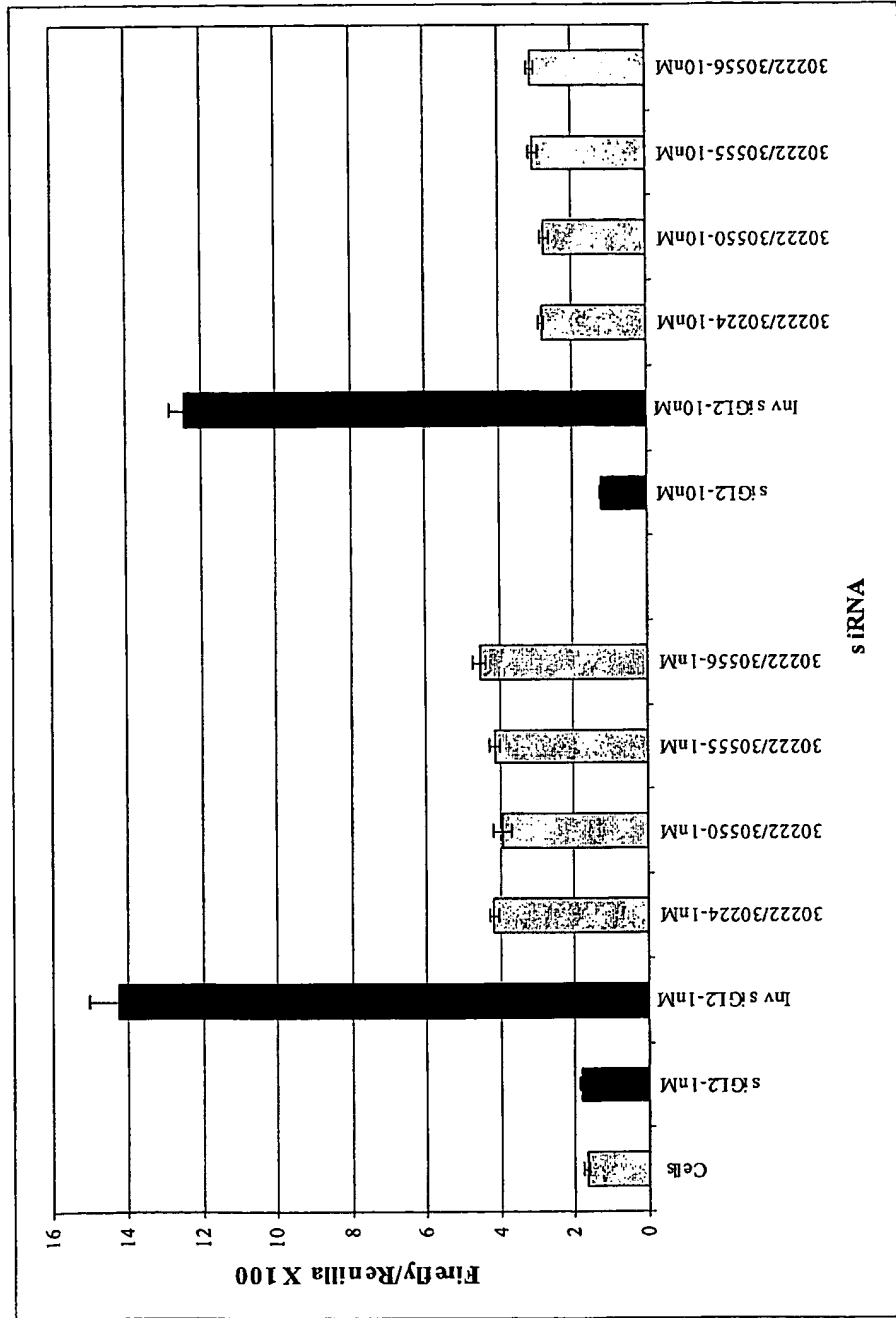 Firefly/Renilla X 100
16
14
12
10
8
6
4
2
0
Cells
siGL2-1nM
Inv siGL2-1nM
30222/30224-1nM
30222/30550-1nM
30222/30555-1nM
30222/30556-1nM
siGL2-10nM
Inv siGL2-10nM
30222/30224-10nM
30222/30550-10nM
30222/30555-10nM
30222/30556-10nM
siRNA